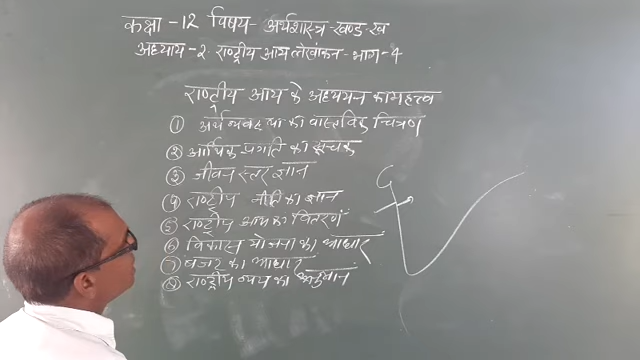 कक्षा -12 विषय- अर्थशास्त्र-खण्ड-ख
अध्याय-2 राष्ट्रीय आय लेखांकन-भाग-4
राष्ट्रीय आय के अध्ययन का महत्व
① अर्थव्यवस्था का वास्तविक चित्रण
② आर्थिक प्रगति का सूचक
③ जीवन स्तर ज्ञान
④ राष्ट्रीय नीति का ज्ञान
⑤ राष्ट्रीय आय का वितरण
⑥ विकास योजना का आधार
⑦ बजट का आधार
⑧ राष्ट्रीय व्यय का अनुमान